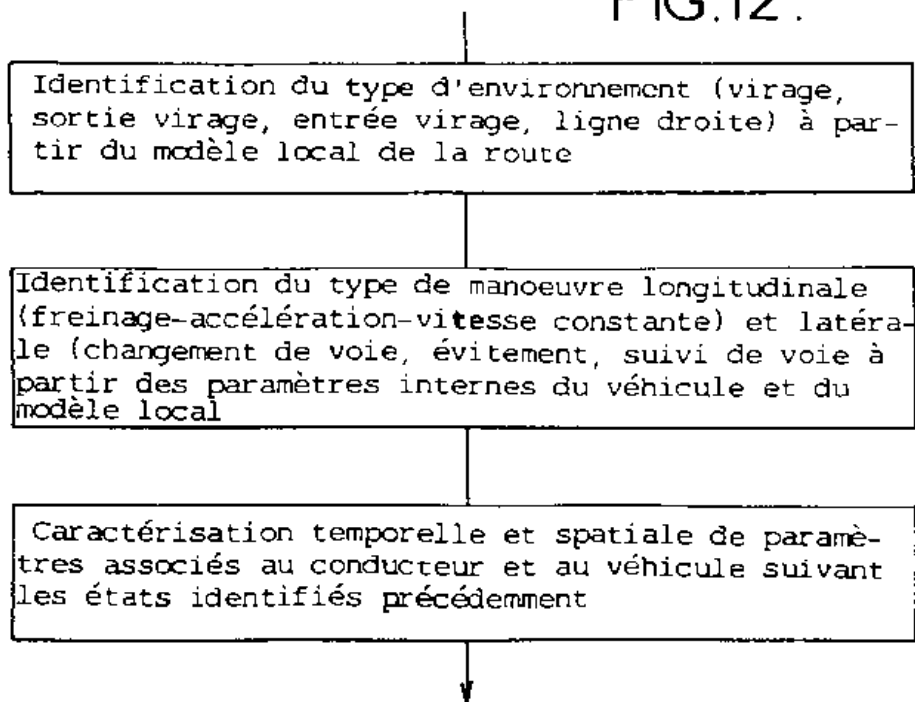 FIG.12.
Identification du type d'environnement (virage,
sortie virage, entrée virage, ligne droite) à par-
tir du modèle local de la route
Identification du type de manoeuvre longitudinale
(freinage-accélération-vitesse constante) et latéra-
le (changement de voie, évitement, suivi de voie à
partir des paramètres internes du véhicule et du
modèle local
Caractérisation temporelle et spatiale de paramè-
tres associés au conducteur et au véhicule suivant
les états identifiés précédemment